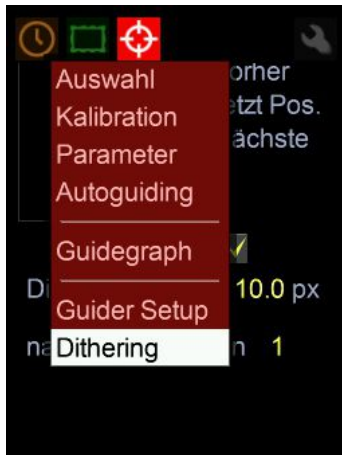 Auswahl
Kalibration
Parameter
Autoguiding
Guidegraph
Guider Setup
Dithering
orher
etzt Pos.
ächste
Di 10.0 px
na n 1